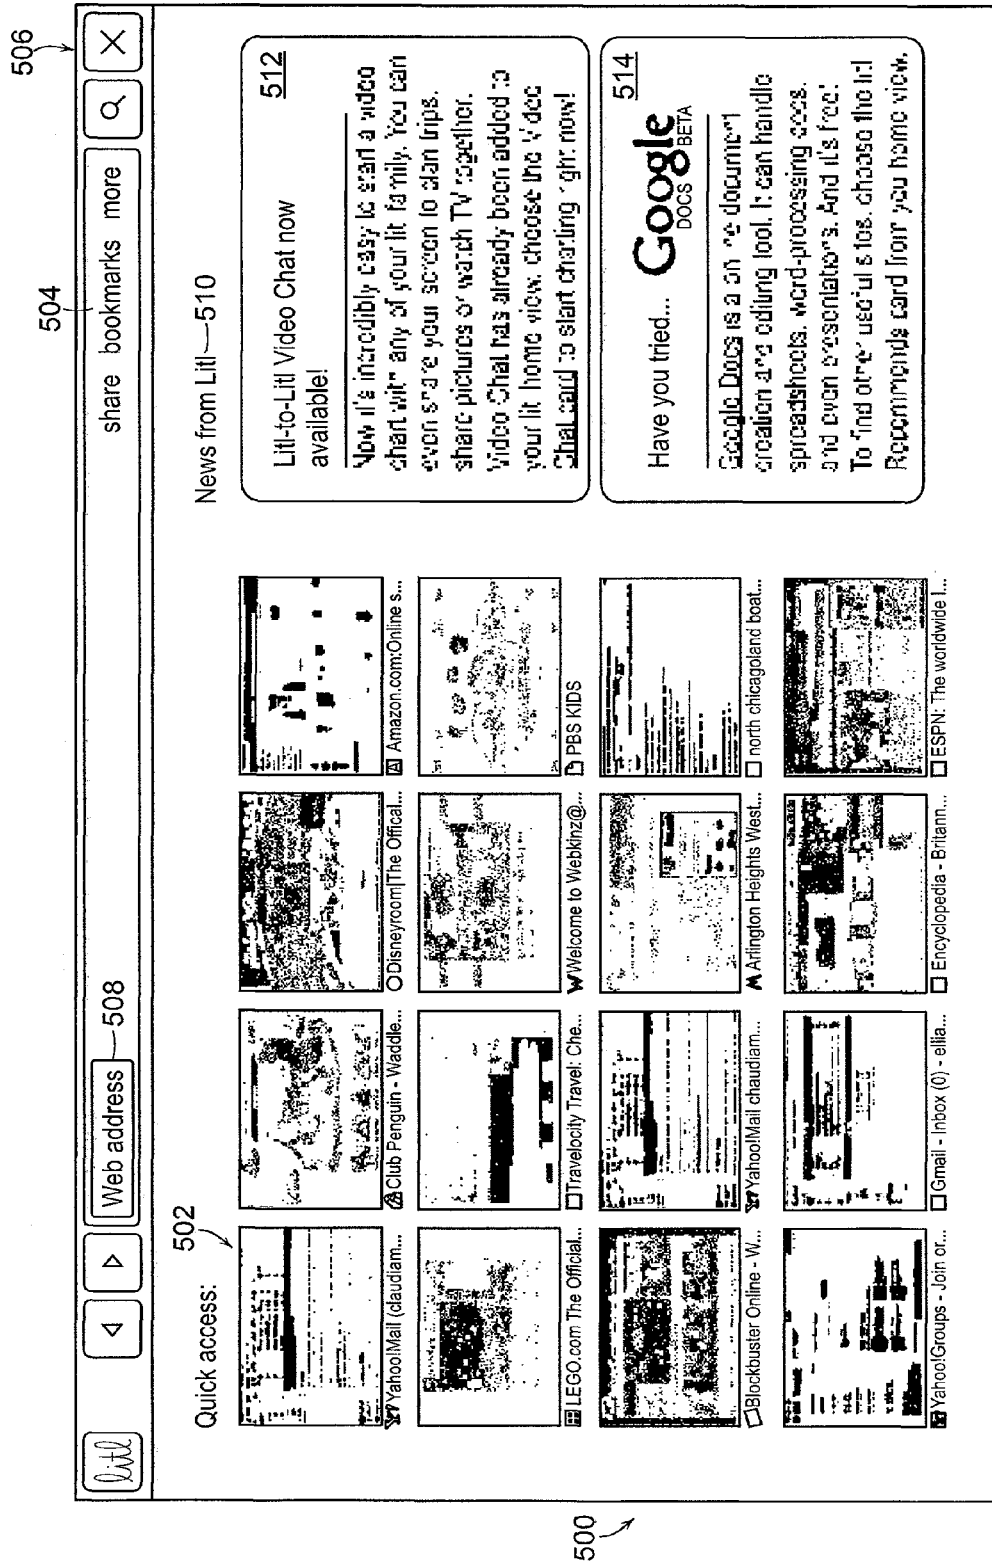 506
504
litl
Web address
508
share bookmarks more
502
Quick access:
News from Litl
510
Yahoo!Mail (daudiam...
Club Penguin - Waddle...
Disneyroom|The Offical...
Amazon.com:Online s...
LEGO.com The Official...
Travelocity Travel: Che...
Welcome to Webkinz@...
PBS KIDS
Blockbuster Online - W...
Yahoo!Mail chaudiam...
Arlington Heights West...
north chicagoland boat...
Yahoo!Groups - Join or...
Gmail - Inbox (0) - ellia...
Encyclopedia - Britann...
ESPN: The worldwide l...
512
Litl-to-Litl Video Chat now
available!
Now it's incredibly easy to start a video
chart with any of your litl family. You can
even share your screen to plan trips.
share pictures or watch TV together.
Video Chat has already been added to
your litl home view. choose the Video
Chat card to start charting right now!
514
Have you tried...
Google
DOCS BETA
Google Docs is a on-line document
creation and editing tool. It can handle
spreadsheets, word-processing docs.
and even presentations. And it's free!
To find other useful sites, choose the litl
Recommends card from you home view.
500